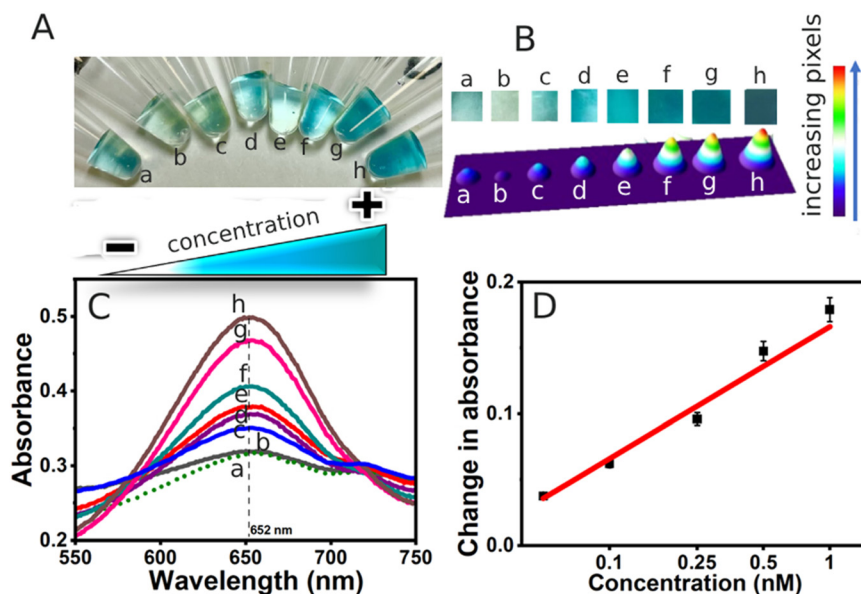 A
a
b
c
d
e
f
g
h
B
a b c d e f g h
a b c d e f g h
increasing pixels
− concentration +
C
h
g
f
e
d
c
b
a
652 nm
0.5
0.4
0.3
0.2
Absorbance
550 600 650 700 750
Wavelength (nm)
D
0.2
0.1
0.0
Change in absorbance
0.1 0.25 0.5 1
Concentration (nM)